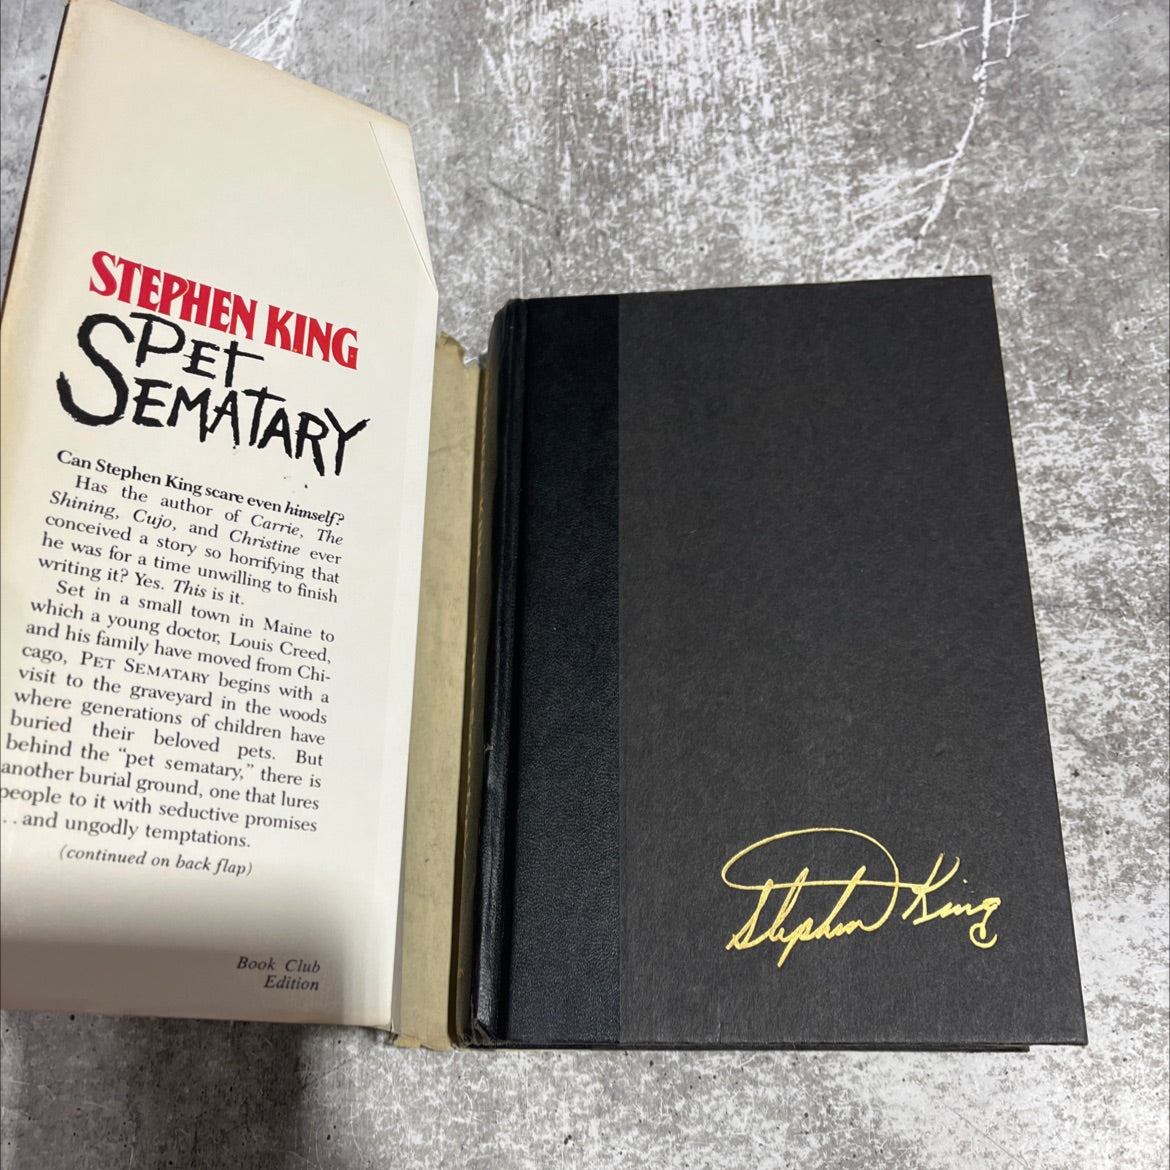 STEPHEN KING
PET
SEMATARY
Can Stephen King scare even himself?
Has the author of Carrie, The
Shining, Cujo, and Christine ever
conceived a story so horrifying that
he was for a time unwilling to finish
writing it? Yes. This is it.
Set in a small town in Maine to
which a young doctor, Louis Creed,
and his family have moved from Chi-
cago, PET SEMATARY begins with a
visit to the graveyard in the woods
where generations of children have
buried their beloved pets. But
behind the "pet sematary," there is
another burial ground, one that lures
people to it with seductive promises
. . and ungodly temptations.
(continued on back flap)
Book Club
Edition
Stephen King